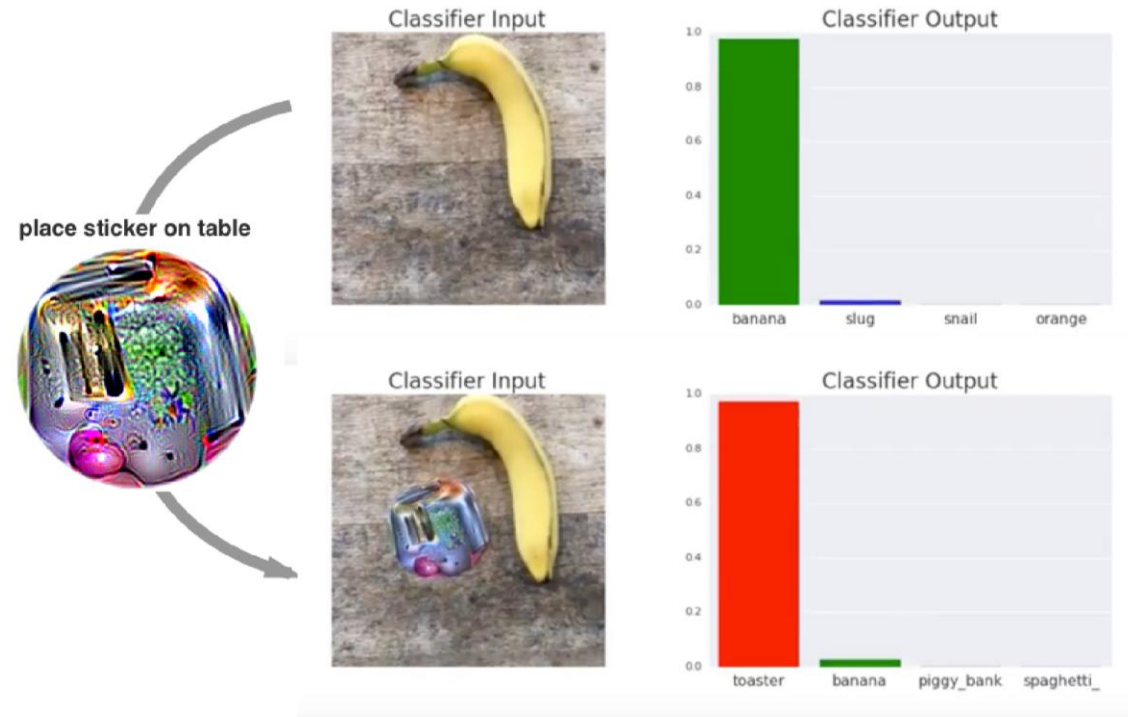 Classifier Input
Classifier Output
1.0
0.8
0.6
0.4
0.2
0.0
banana slug snail orange
place sticker on table
Classifier Input
Classifier Output
1.0
0.8
0.6
0.4
0.2
0.0
toaster banana piggy_bank spaghetti_